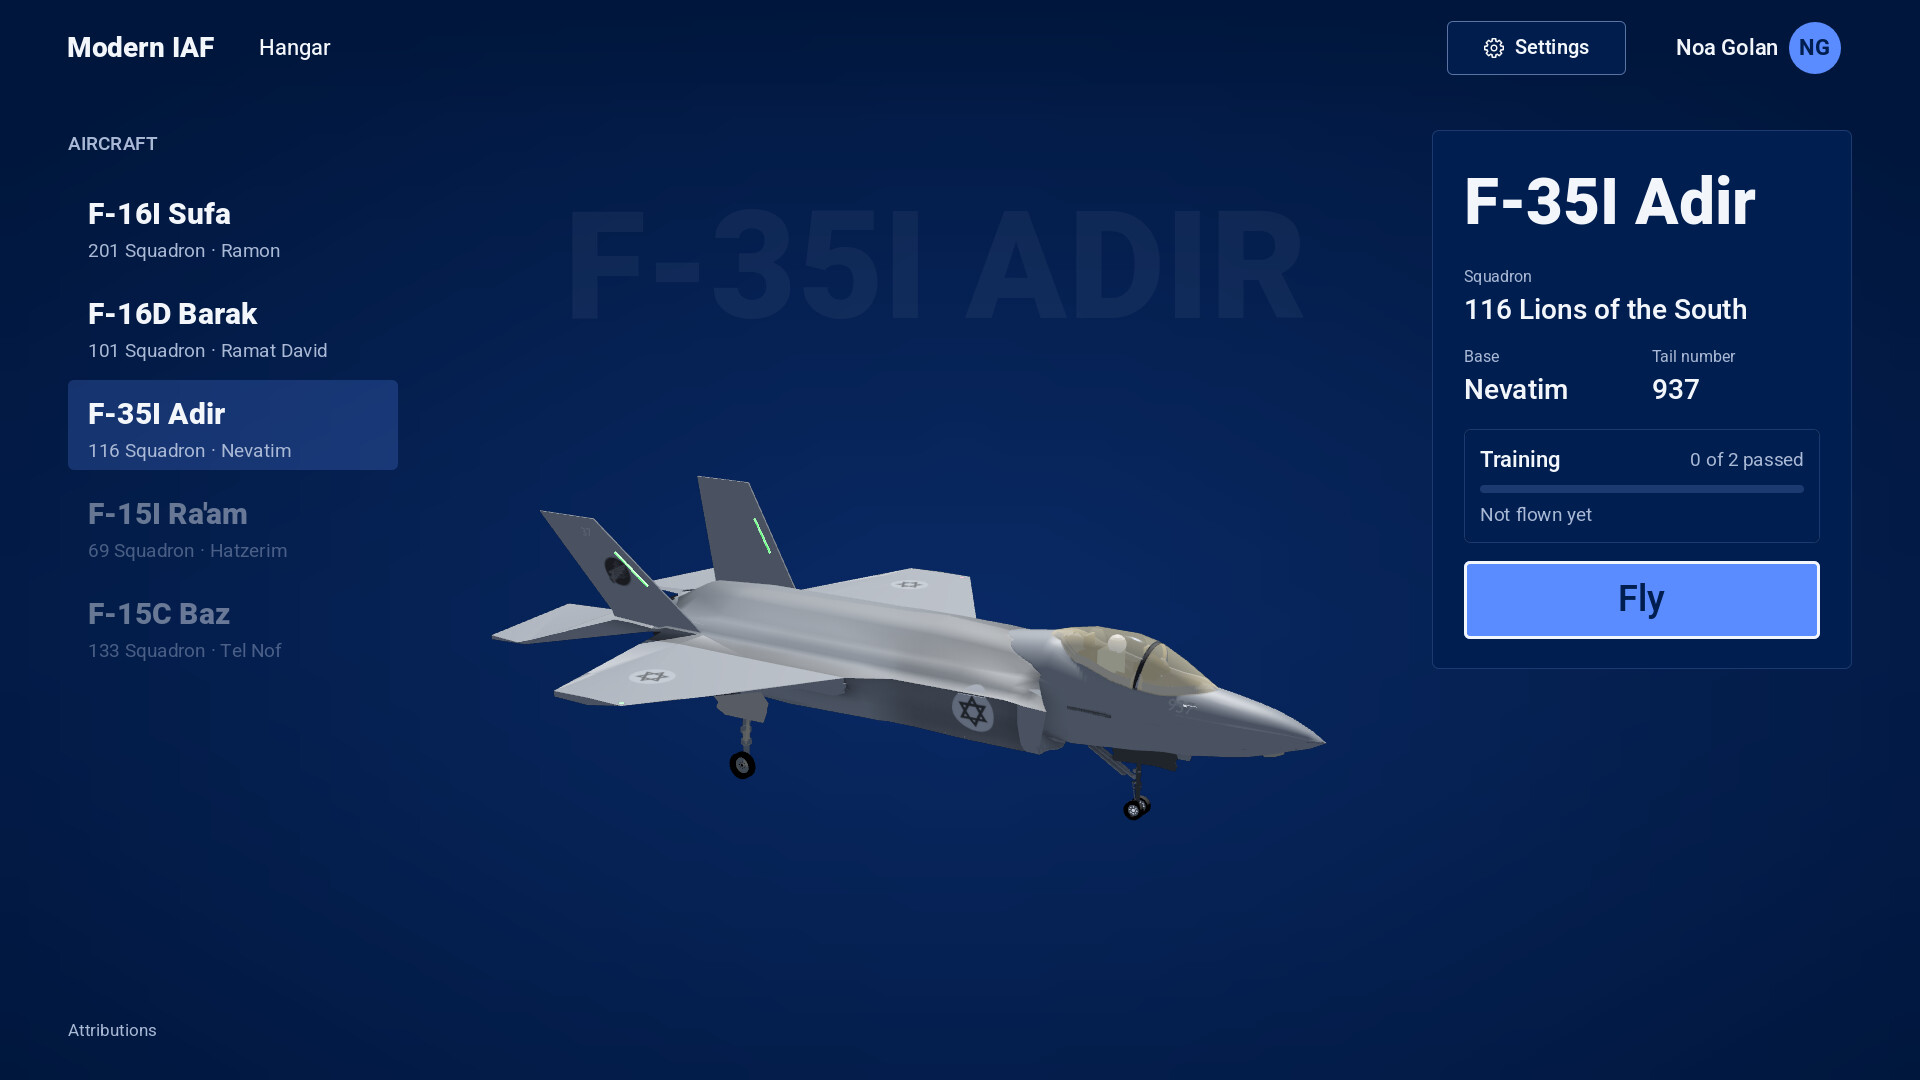 Modern IAF
Hangar
Settings
Noa Golan
NG
AIRCRAFT
F-16I Sufa
201 Squadron · Ramon
F-16D Barak
101 Squadron · Ramat David
F-35I Adir
116 Squadron · Nevatim
F-15I Ra'am
69 Squadron · Hatzerim
F-15C Baz
133 Squadron · Tel Nof
F-35I ADIR
937
F-35I Adir
Squadron
116 Lions of the South
Base
Nevatim
Tail number
937
Training
0 of 2 passed
Not flown yet
Fly
Attributions